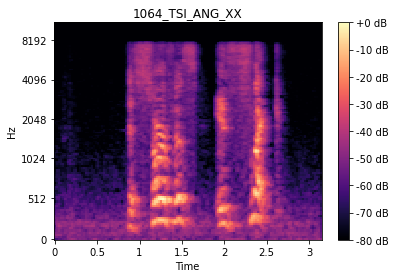 1064_TSI_ANG_XX
+0 dB
8192
-10 dB
4096
-20 dB
-30 dB
2048
Hz
-40 dB
1024
-50 dB
512
-60 dB
-70 dB
0
-80 dB
0 0.5 1 1.5 2 2.5 3
Time